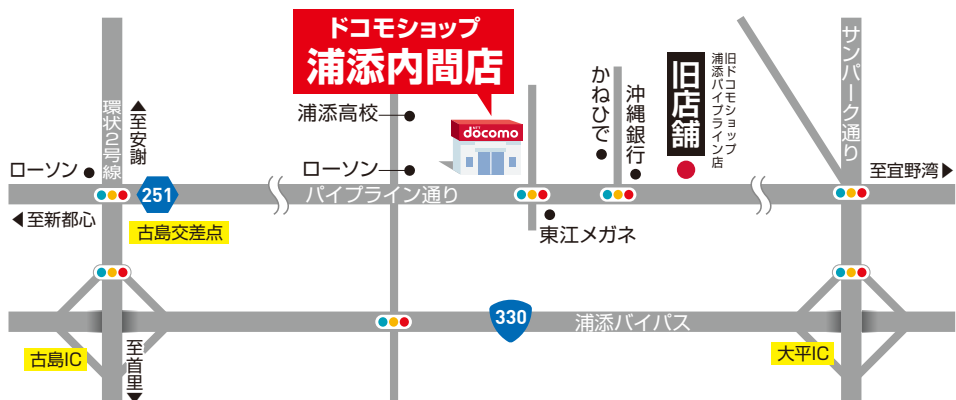 ドコモショップ
浦添内間店
サンパーク通り
旧ドコモショップ
浦添パイプライン店
旧店舗
かねひで
沖縄銀行
浦添高校
docomo
環状2号線
▲至安謝
ローソン
ローソン
至宜野湾▶
251
パイプライン通り
◀至新都心
古島交差点
東江メガネ
330
浦添バイパス
古島IC
至首里▼
大平IC